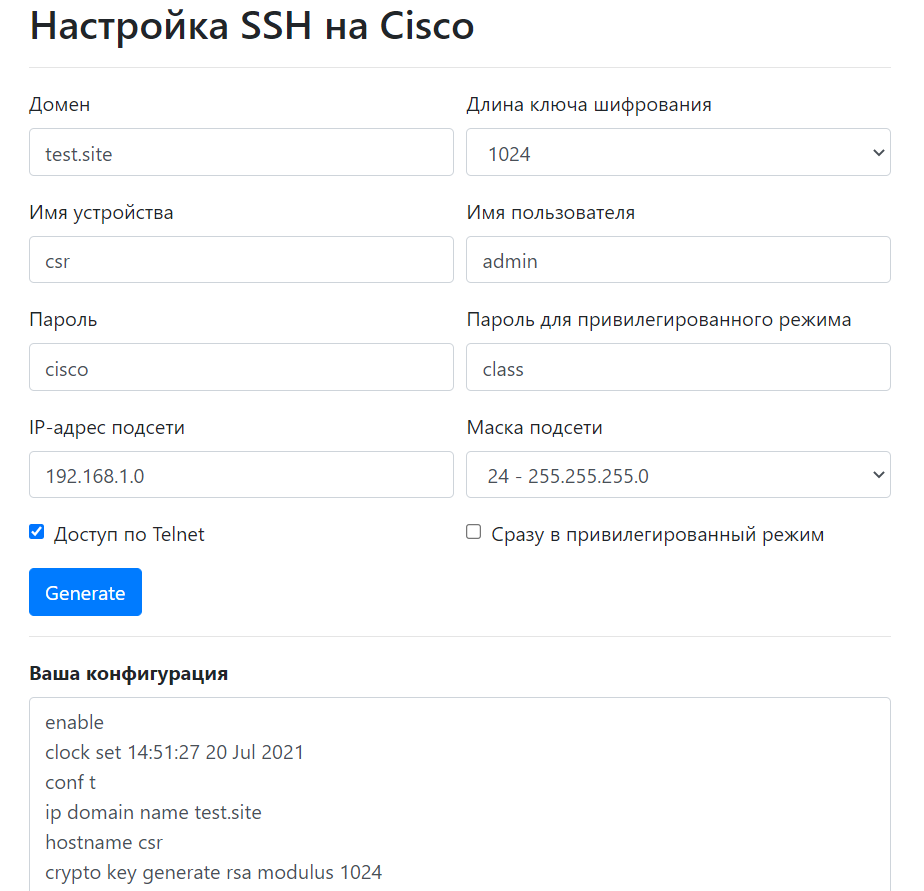 Настройка SSH на Cisco
Домен
Длина ключа шифрования
test.site
1024
Имя устройства
Имя пользователя
csr
admin
Пароль
Пароль для привилегированного режима
cisco
class
IP-адрес подсети
Маска подсети
192.168.1.0
24 - 255.255.255.0
Доступ по Telnet
Сразу в привилегированный режим
Generate
Ваша конфигурация
enable
clock set 14:51:27 20 Jul 2021
conf t
ip domain name test.site
hostname csr
crypto key generate rsa modulus 1024